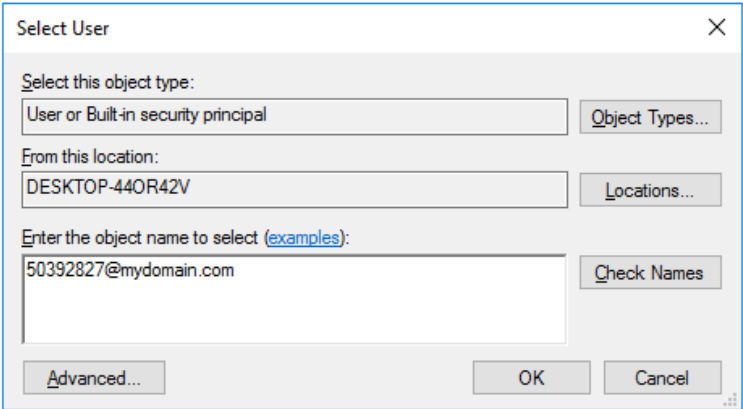 Select User
Select this object type:
User or Built-in security principal
Object Types...
From this location:
DESKTOP-44OR42V
Locations...
Enter the object name to select (examples):
50392827@mydomain.com
Check Names
Advanced...
OK
Cancel